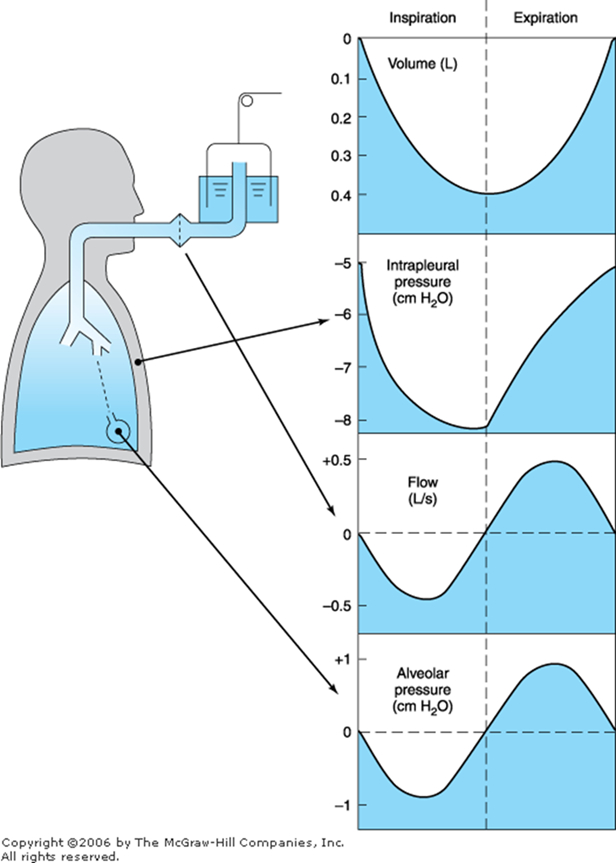 Inspiration
Expiration
Volume (L)
0
0.1
0.2
0.3
0.4
Intrapleural
pressure
(cm H₂O)
–5
–6
–7
–8
Flow
(L/s)
+0.5
0
–0.5
Alveolar
pressure
(cm H₂O)
+1
0
–1
Copyright ©2006 by The McGraw-Hill Companies, Inc.
All rights reserved.